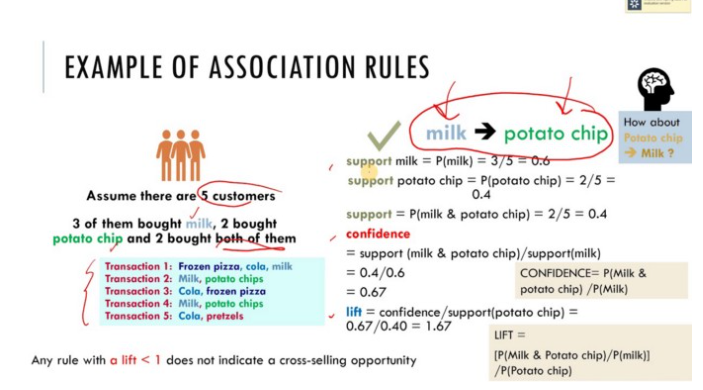 EXAMPLE OF ASSOCIATION RULES
Assume there are 5 customers
3 of them bought milk, 2 bought
potato chip and 2 bought both of them
Transaction 1: Frozen pizza, cola, milk
Transaction 2: Milk, potato chips
Transaction 3: Cola, frozen pizza
Transaction 4: Milk, potato chips
Transaction 5: Cola, pretzels
Any rule with a lift < 1 does not indicate a cross-selling opportunity
milk → potato chip
support milk = P(milk) = 3/5 = 0.6
support potato chip = P(potato chip) = 2/5 =
0.4
support = P(milk & potato chip) = 2/5 = 0.4
confidence
= support (milk & potato chip)/support(milk)
= 0.4/0.6
= 0.67
lift = confidence/support(potato chip) =
0.67/0.40 = 1.67
How about
Potato chip
→ Milk ?
CONFIDENCE= P(Milk &
potato chip) /P(Milk)
LIFT =
[P(Milk & Potato chip)/P(milk)]
/P(Potato chip)